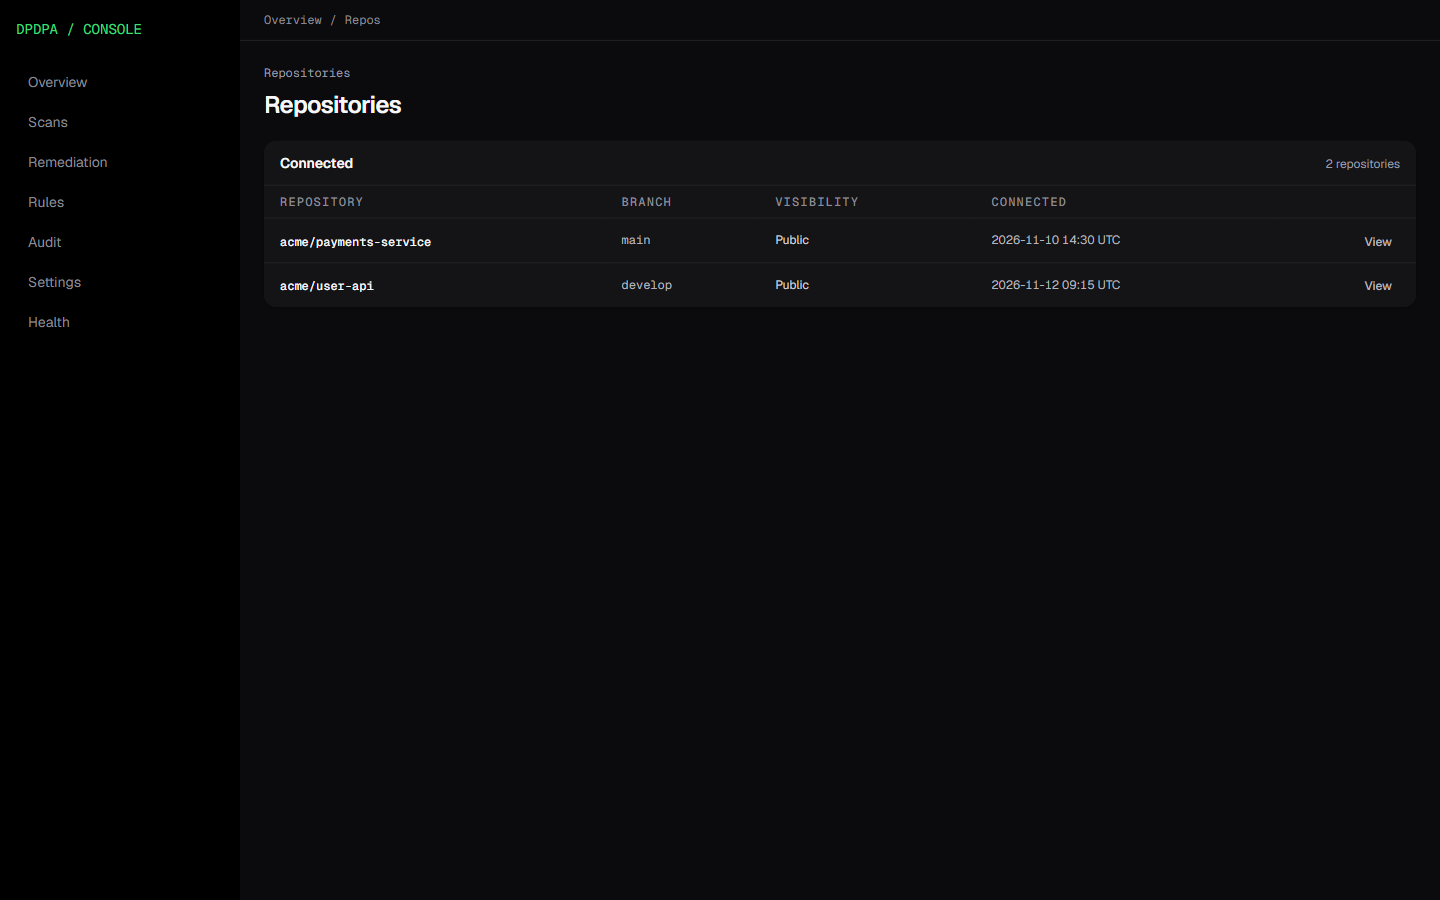 DPDPA / CONSOLE
Overview
Scans
Remediation
Rules
Audit
Settings
Health
Overview / Repos
Repositories
Repositories
Connected 2 repositories
REPOSITORY BRANCH VISIBILITY CONNECTED
acme/payments-service main Public 2026-11-10 14:30 UTC View
acme/user-api develop Public 2026-11-12 09:15 UTC View